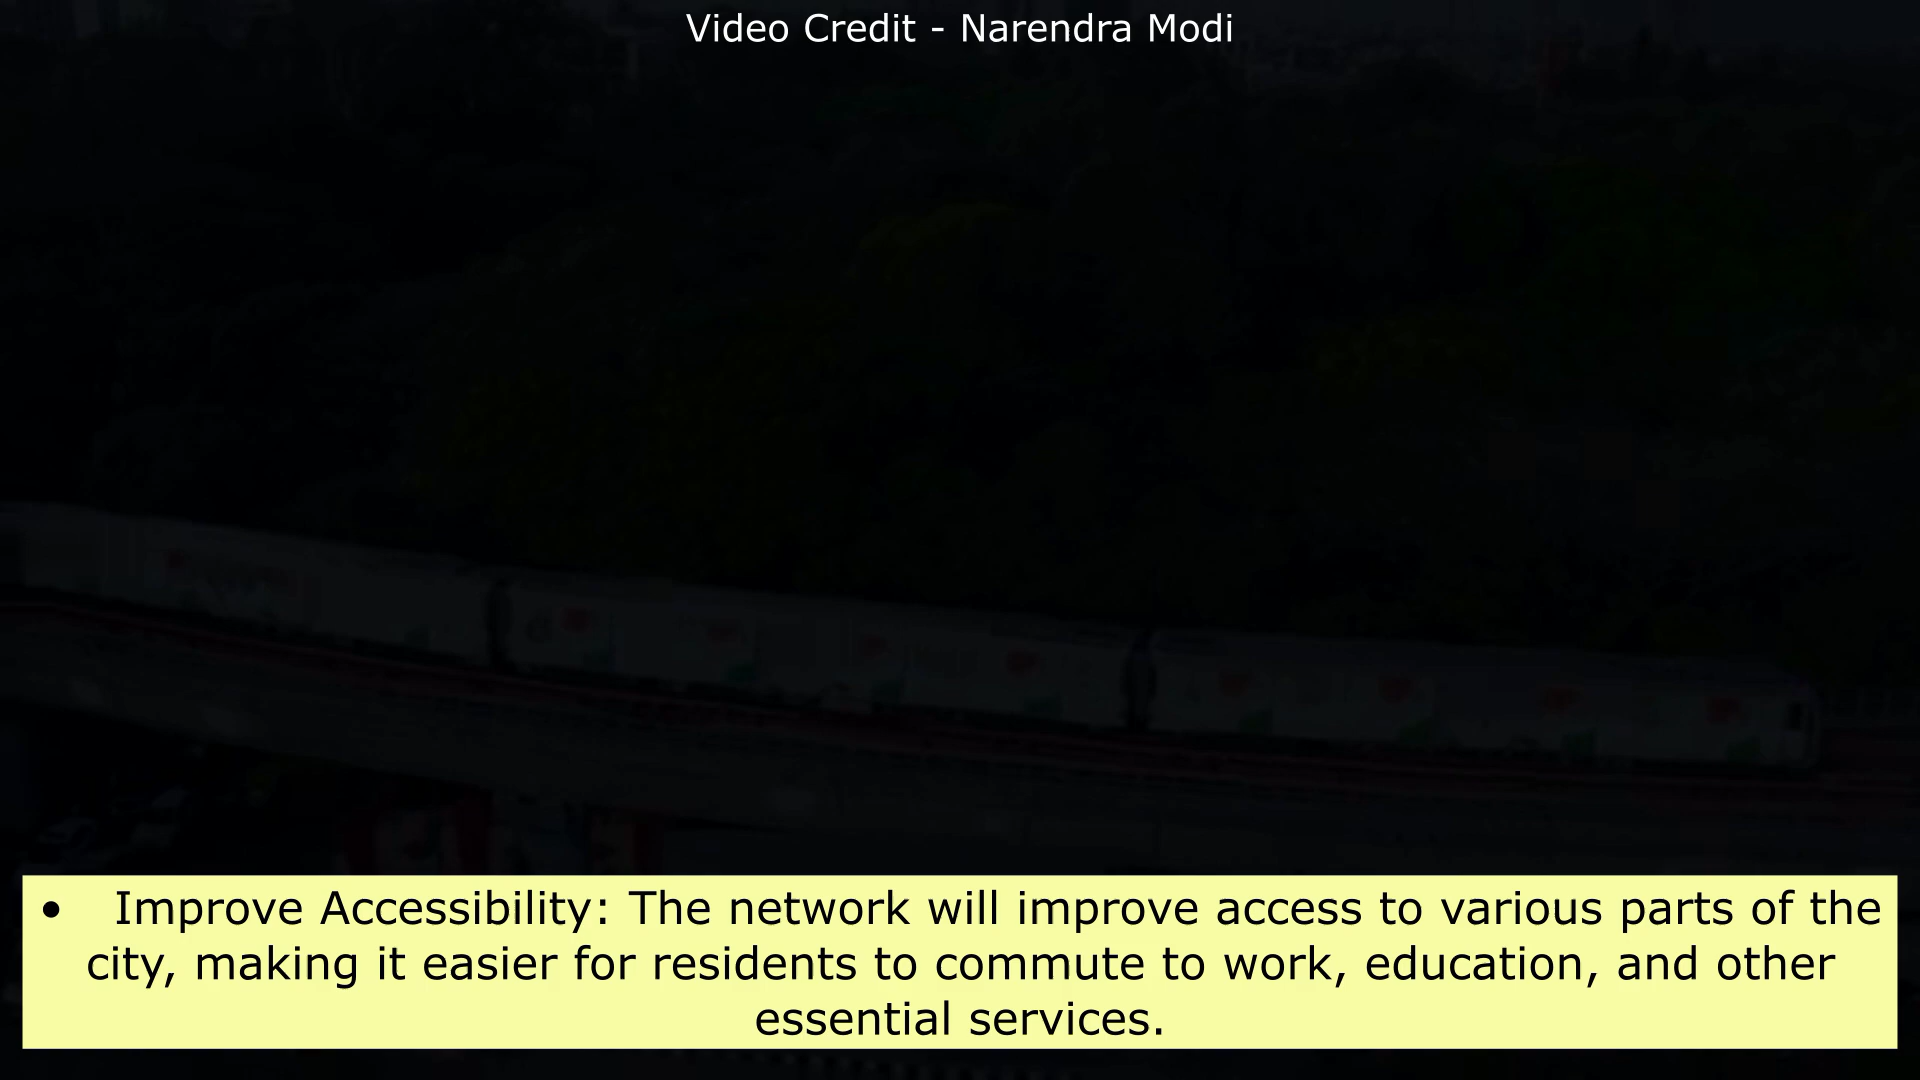 Video Credit - Narendra Modi
• Improve Accessibility: The network will improve access to various parts of the
city, making it easier for residents to commute to work, education, and other
essential services.